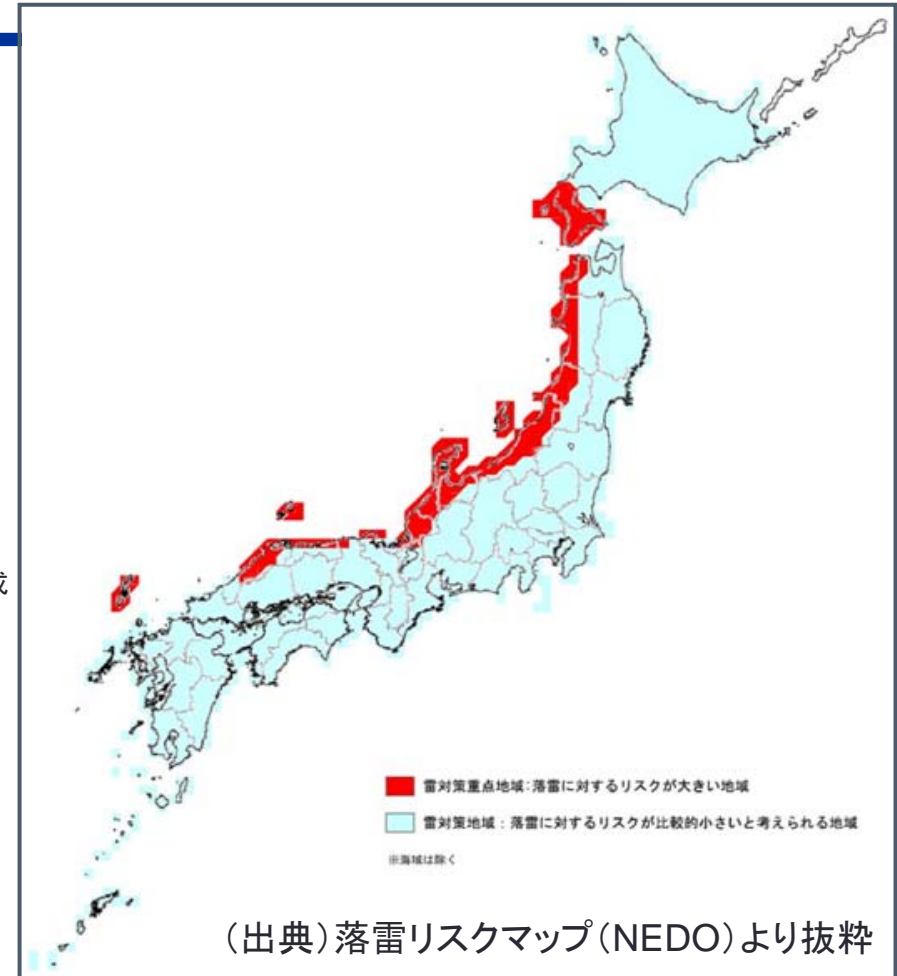 成
雷対策重点地域:落雷に対するリスクが大きい地域
雷対策地域:落雷に対するリスクが比較的小さいと考えられる地域
※海域は除く
(出典)落雷リスクマップ(NEDO)より抜粋